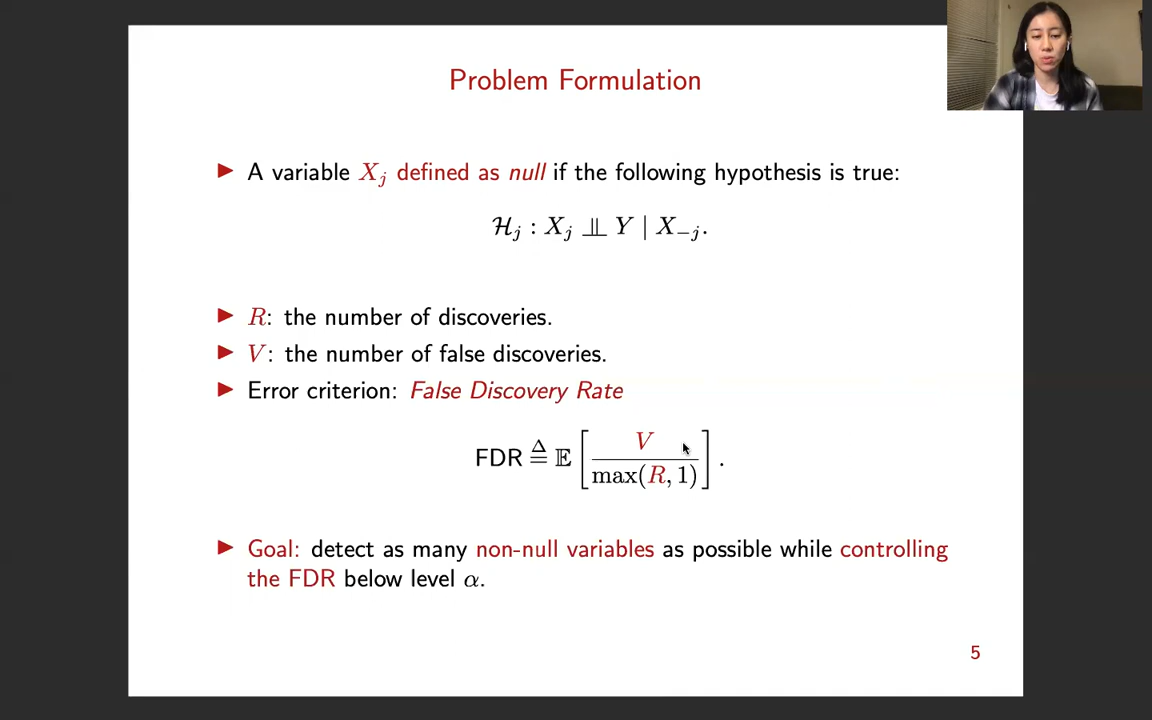 Problem Formulation
▶ A variable X_j defined as null if the following hypothesis is true:
ℋ_j : X_j ⫫ Y | X_{−j}.
▶ R: the number of discoveries.
▶ V: the number of false discoveries.
▶ Error criterion: False Discovery Rate
FDR ≜ 𝔼 [ V / max(R, 1) ] .
▶ Goal: detect as many non-null variables as possible while controlling
the FDR below level α.
5